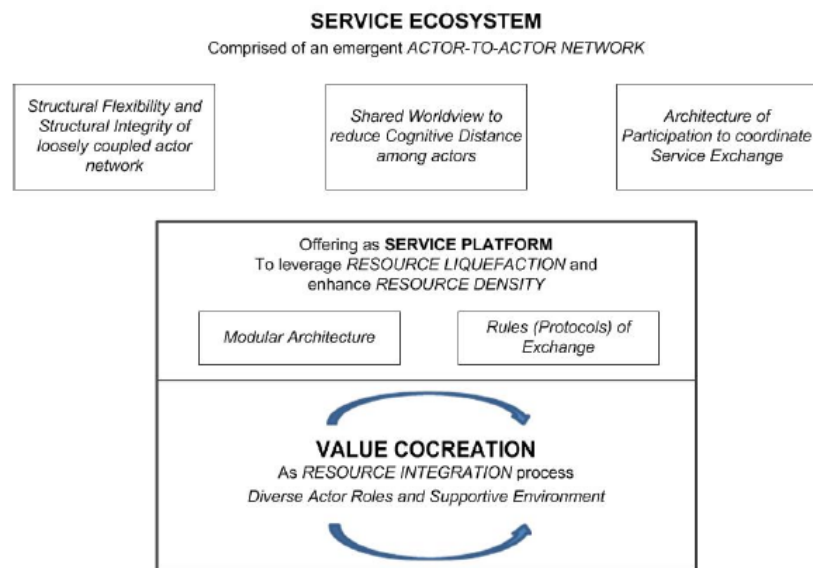 SERVICE ECOSYSTEM
Comprised of an emergent ACTOR-TO-ACTOR NETWORK
Structural Flexibility and
Structural Integrity of
loosely coupled actor
network
Shared Worldview to
reduce Cognitive Distance
among actors
Architecture of
Participation to coordinate
Service Exchange
Offering as SERVICE PLATFORM
To leverage RESOURCE LIQUEFACTION and
enhance RESOURCE DENSITY
Modular Architecture
Rules (Protocols) of
Exchange
VALUE COCREATION
As RESOURCE INTEGRATION process
Diverse Actor Roles and Supportive Environment